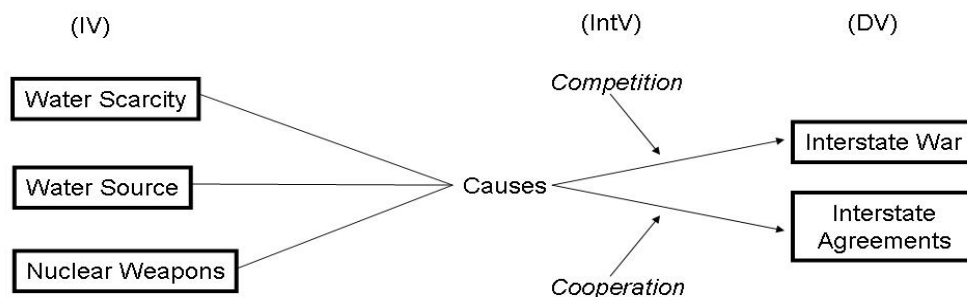 (IV)
(IntV)
(DV)
Competition
Water Scarcity
Interstate War
Water Source
Causes
Interstate
Agreements
Nuclear Weapons
Cooperation